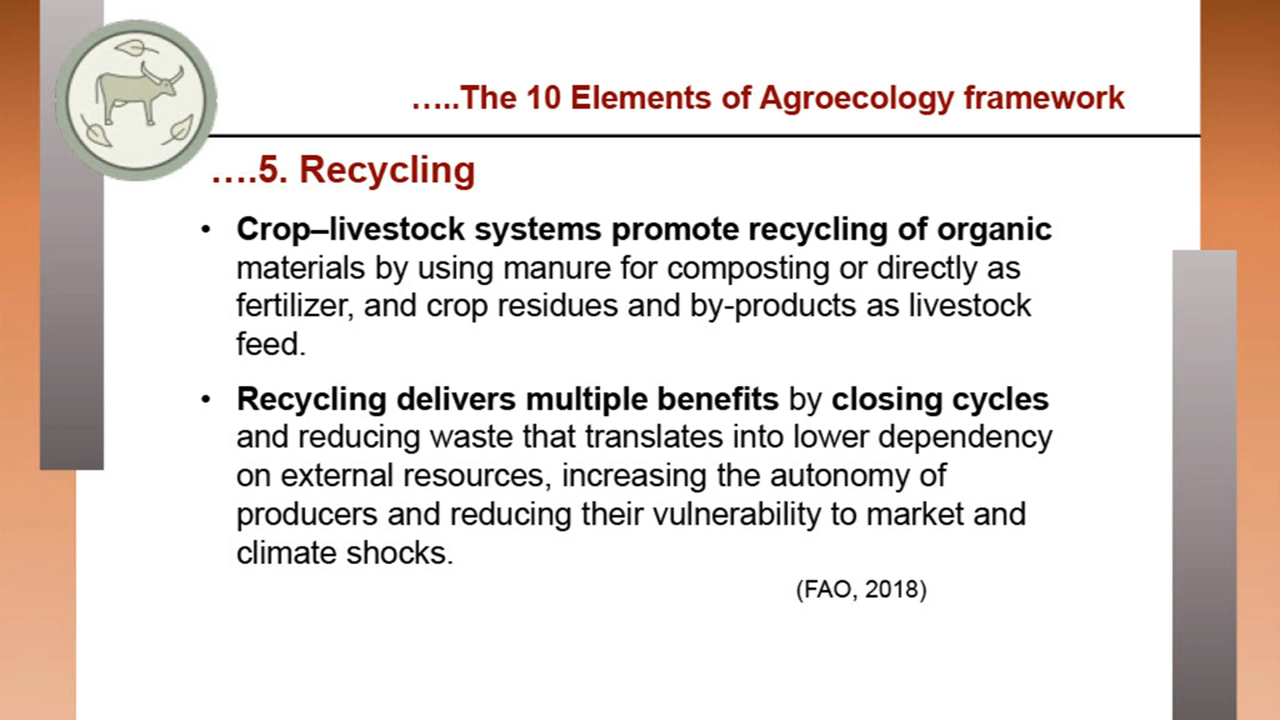 …..The 10 Elements of Agroecology framework
….5. Recycling
• Crop–livestock systems promote recycling of organic
materials by using manure for composting or directly as
fertilizer, and crop residues and by-products as livestock
feed.
• Recycling delivers multiple benefits by closing cycles
and reducing waste that translates into lower dependency
on external resources, increasing the autonomy of
producers and reducing their vulnerability to market and
climate shocks.
(FAO, 2018)